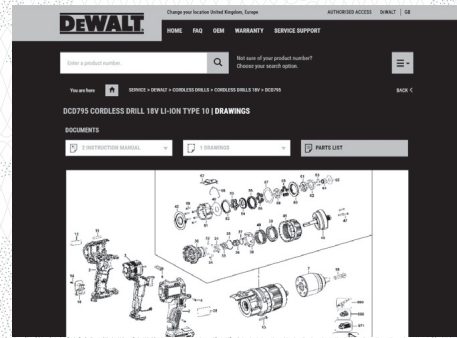 DEWALT
Change your location United Kingdom, Europe
AUTHORISED ACCESS DEWALT GB
HOME FAQ OEM WARRANTY SERVICE SUPPORT
Enter a product number.
Not sure of your product number?
Choose your search option.
You are here
SERVICE > DEWALT > CORDLESS DRILLS > CORDLESS DRILLS 18V > DCD795
BACK <
DCD795 CORDLESS DRILL 18V LI-ION TYPE 10 | DRAWINGS
DOCUMENTS
2 INSTRUCTION MANUAL
1 DRAWINGS
PARTS LIST